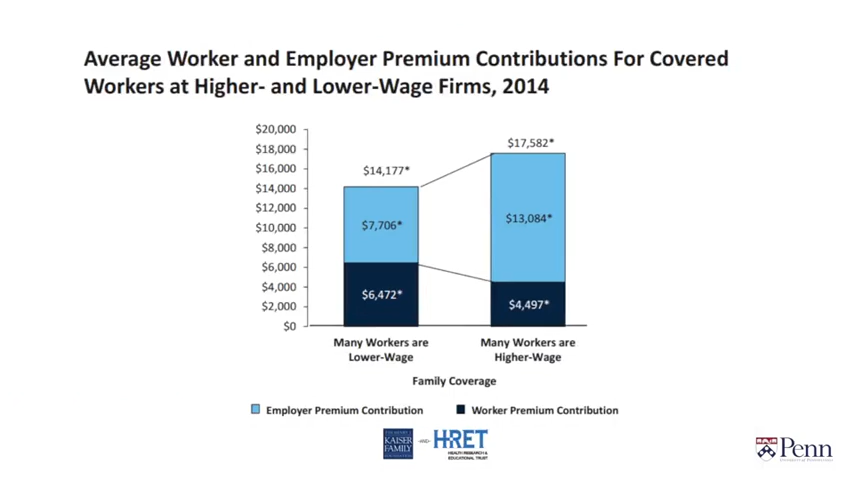 Average Worker and Employer Premium Contributions For Covered
Workers at Higher- and Lower-Wage Firms, 2014
$20,000
$18,000
$16,000
$14,000
$12,000
$10,000
$8,000
$6,000
$4,000
$2,000
$0
$14,177*
$7,706*
$6,472*
$17,582*
$13,084*
$4,497*
Many Workers are
Lower-Wage
Many Workers are
Higher-Wage
Family Coverage
Employer Premium Contribution
Worker Premium Contribution
KAISER
FAMILY
-AND-
HRET
HEALTH RESEARCH &
EDUCATIONAL TRUST
Penn